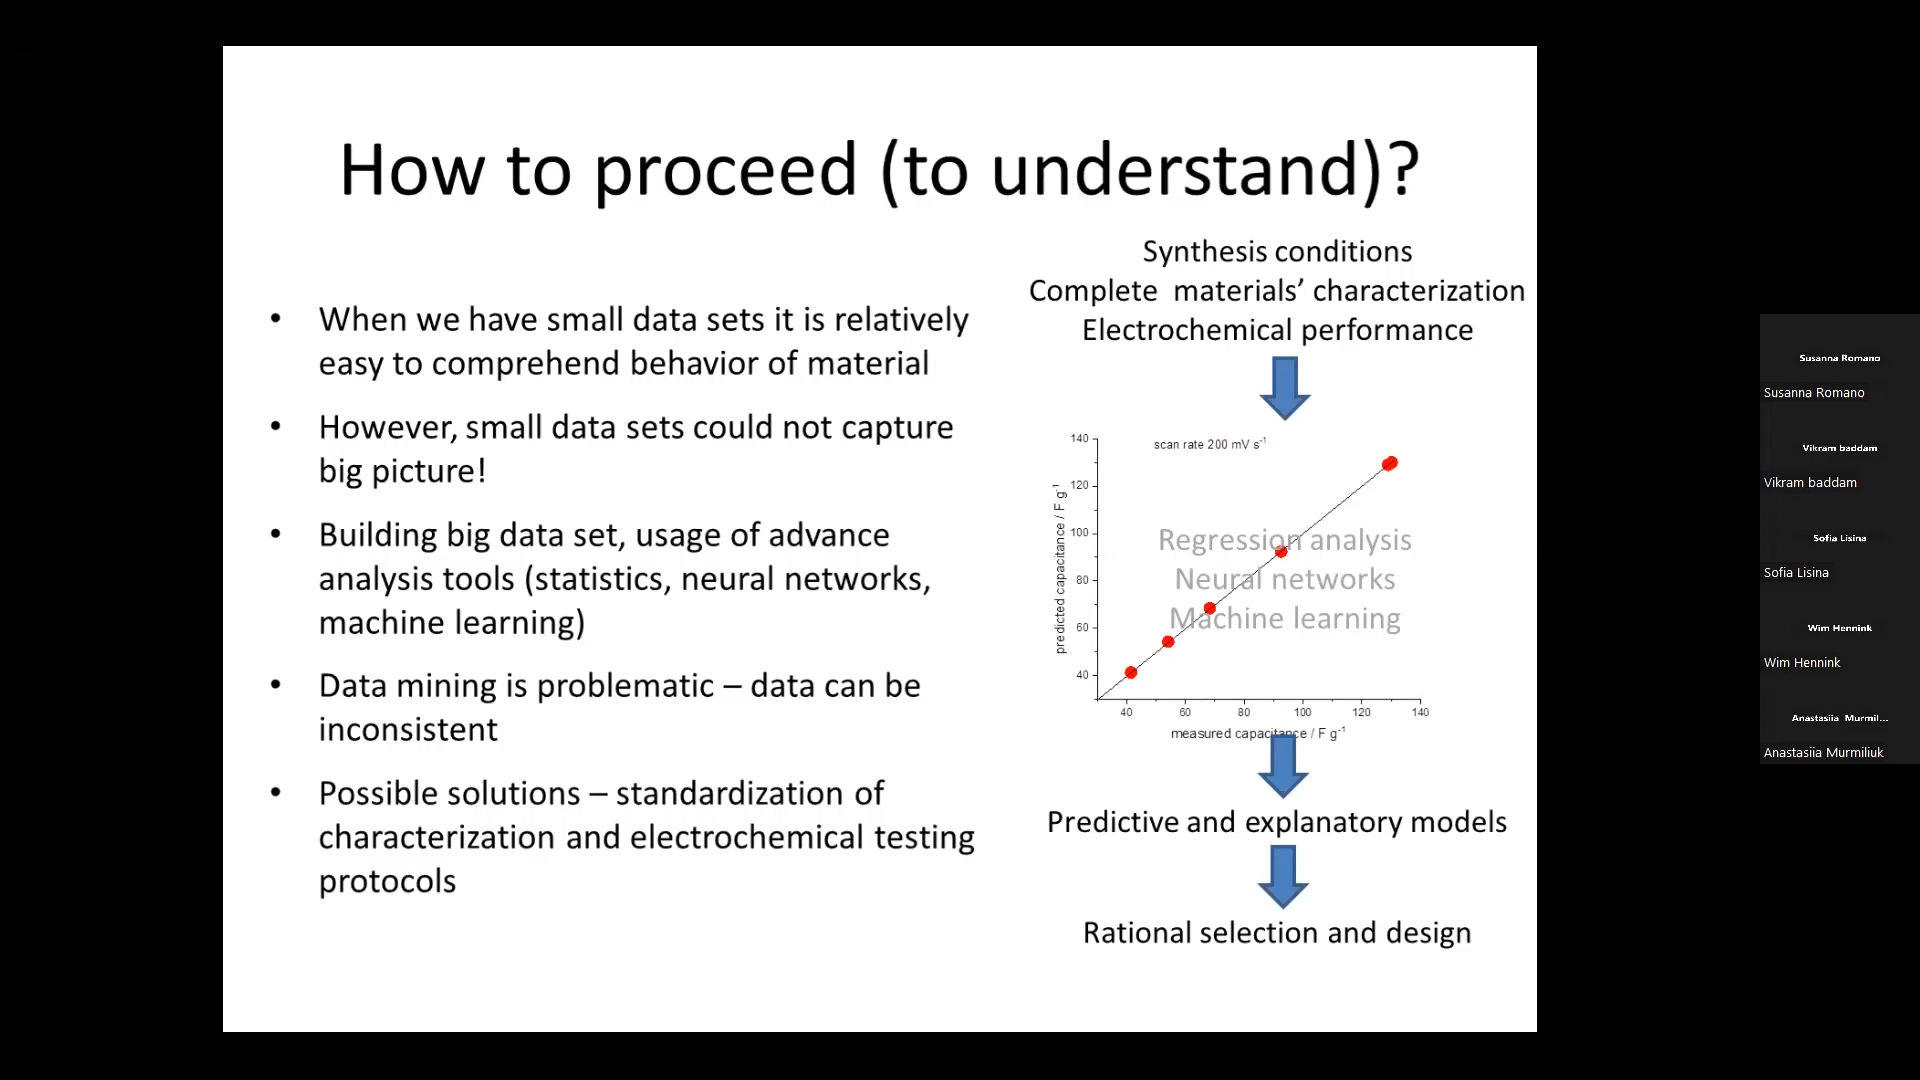 How to proceed (to understand)?
• When we have small data sets it is relatively
easy to comprehend behavior of material
• However, small data sets could not capture
big picture!
• Building big data set, usage of advance
analysis tools (statistics, neural networks,
machine learning)
• Data mining is problematic – data can be
inconsistent
• Possible solutions – standardization of
characterization and electrochemical testing
protocols
Synthesis conditions
Complete materials’ characterization
Electrochemical performance
scan rate 200 mV s⁻¹
predicted capacitance / F g⁻¹
140
120
100
80
60
40
Regression analysis
Neural networks
Machine learning
40 60 80 100 120 140
measured capacitance / F g⁻¹
Predictive and explanatory models
Rational selection and design
Susanna Romano
Susanna Romano
Vikram baddam
Vikram baddam
Sofia Lisina
Sofia Lisina
Wim Hennink
Wim Hennink
Anastasiia Murmil...
Anastasiia Murmiliuk